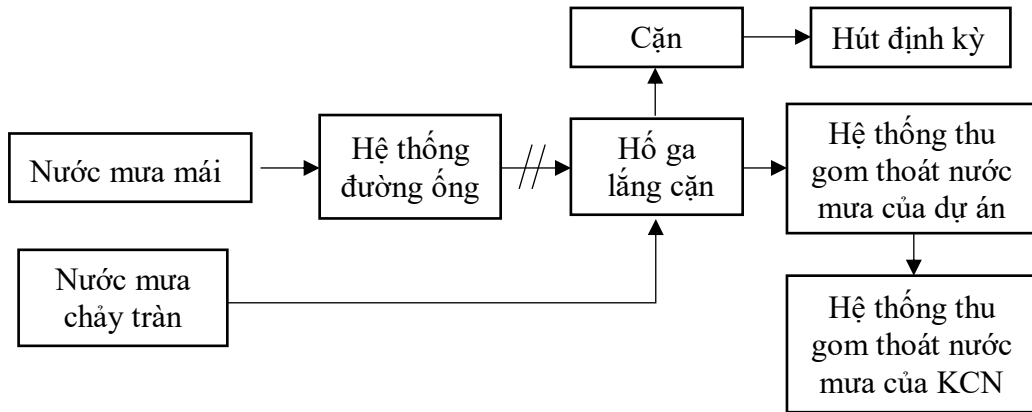 Cặn
Hút định kỳ
Nước mưa mái
Hệ thống
đường ống
Hố ga
lắng cặn
Hệ thống thu
gom thoát nước
mưa của dự án
Nước mưa
chảy tràn
Hệ thống thu
gom thoát nước
mưa của KCN